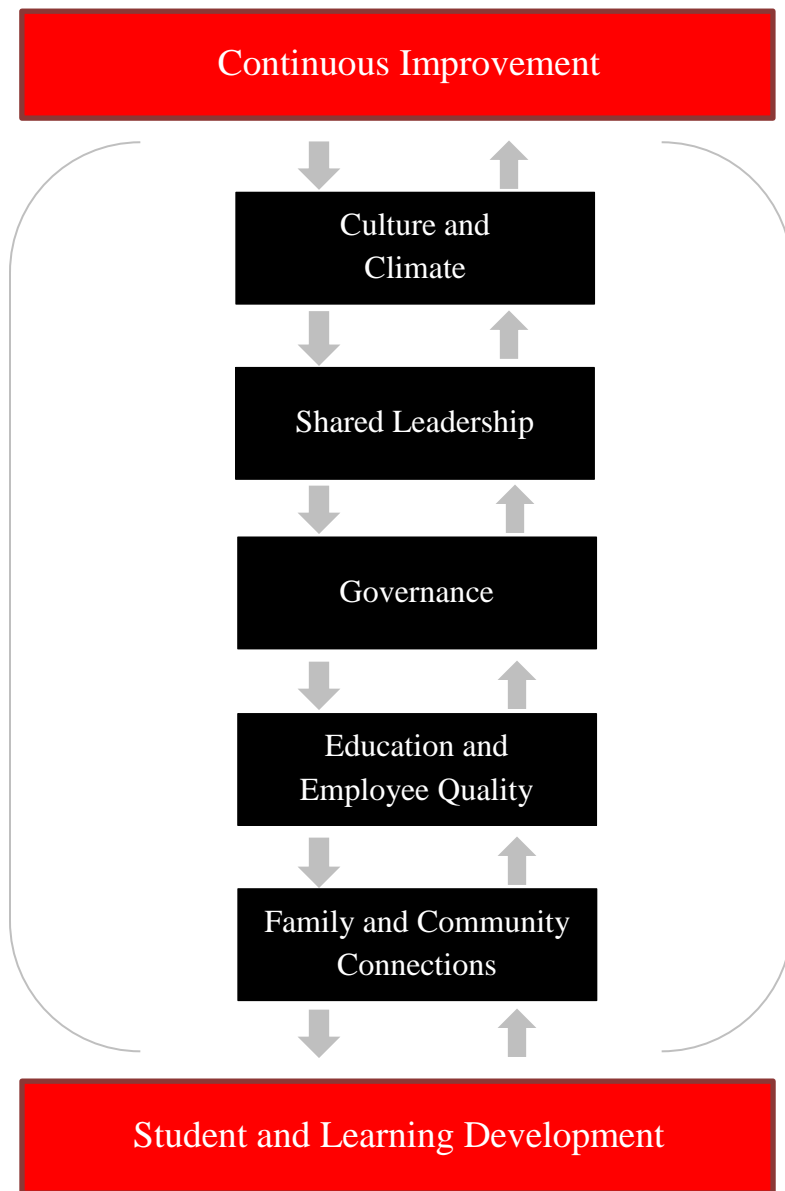 Continuous Improvement
Culture and
Climate
Shared Leadership
Governance
Education and
Employee Quality
Family and Community
Connections
Student and Learning Development